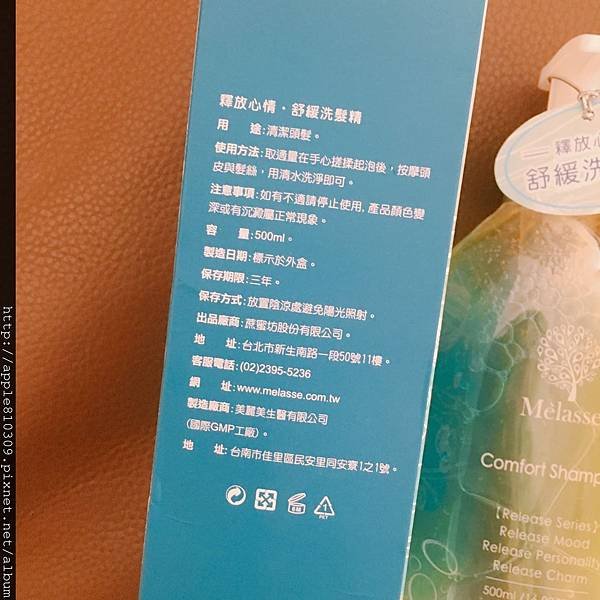 釋放心情・舒緩洗髮精
用 途:清潔頭髮。
使用方法:取適量在手心搓揉起泡後,按摩頭
皮與髮絲,用清水洗淨即可。
注意事項:如有不適請停止使用,產品顏色變
深或有沉澱屬正常現象。
容 量:500ml。
製造日期:標示於外盒。
保存期限:三年。
保存方式:放置陰涼處避免陽光照射。
出品廠商:蔗蜜坊股份有限公司。
地 址:台北市新生南路一段50號11樓。
客服電話:(02)2395-5236
網 址:www.melasse.com.tw
製造廠商:美麗美生醫有限公司
(國際GMP工廠)。
地 址:台南市佳里區民安里同安寮1之1號。
1
PET
釋放心
舒緩洗
Mélasse
Comfort Shamp
【Release Series】
Release Mood
Release Personality
Release Charm
500ml /16.
http://apple810309.pixnet.net/album